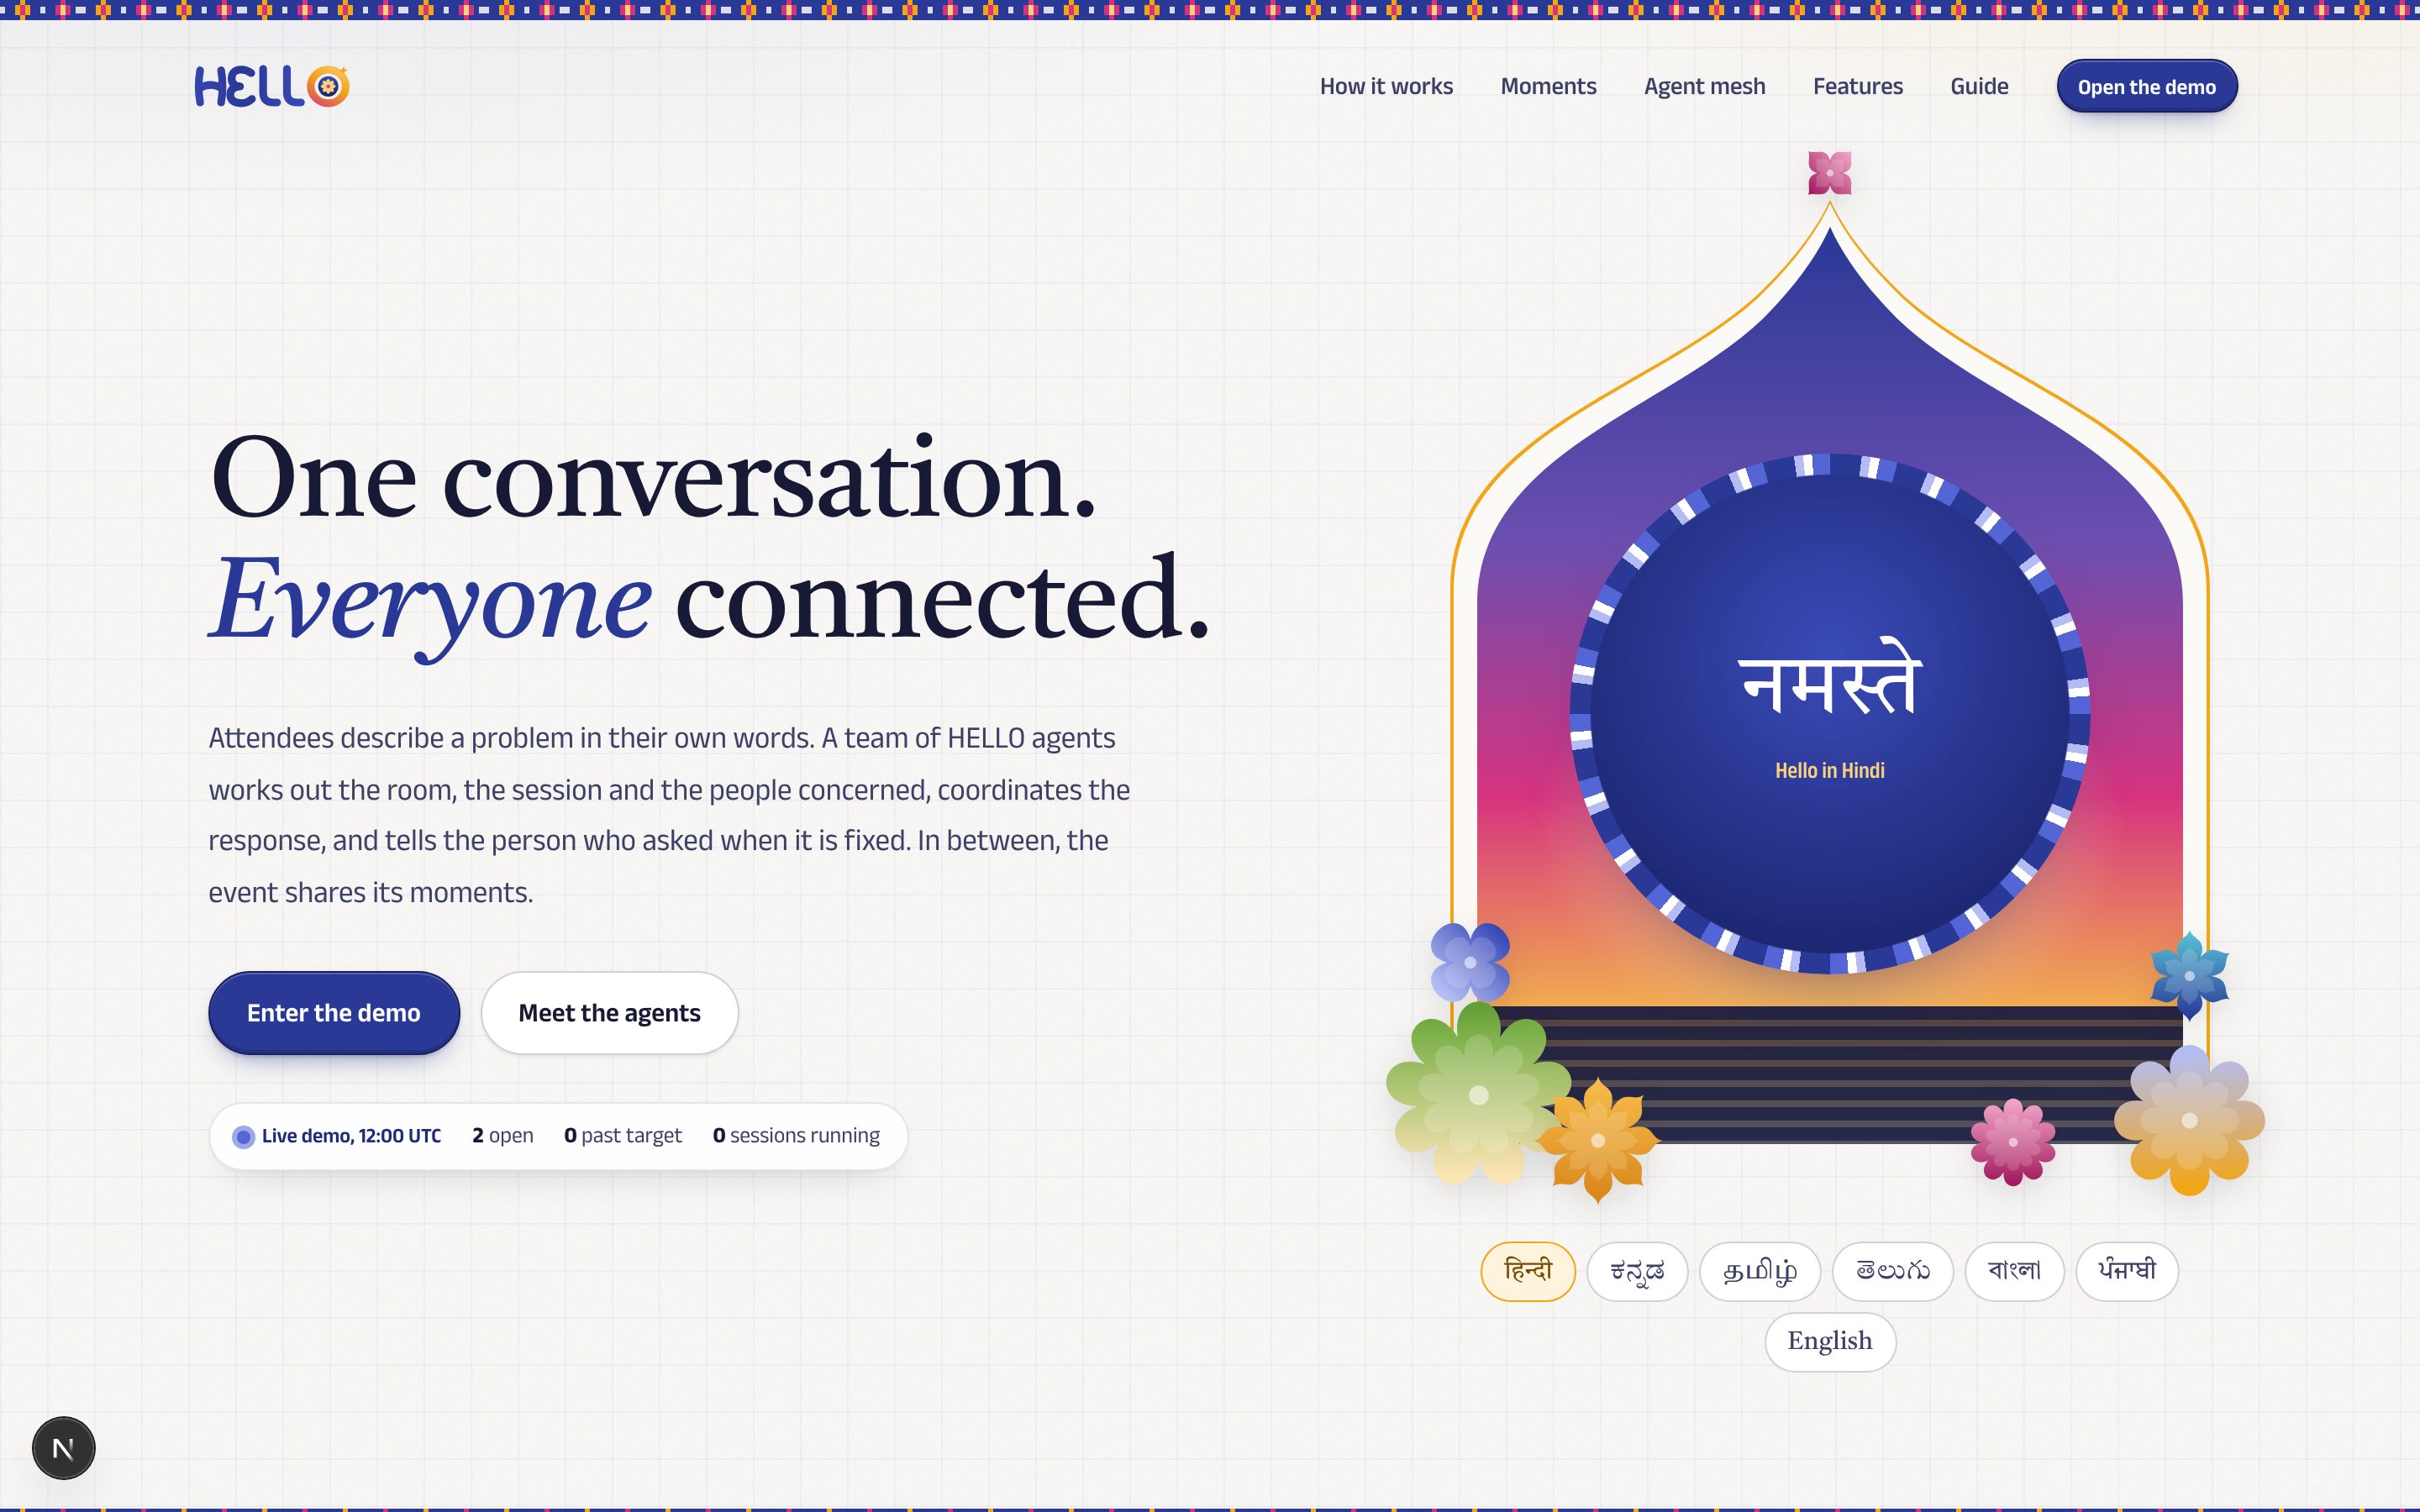 HELLO
How it works
Moments
Agent mesh
Features
Guide
Open the demo
One conversation.
Everyone connected.
Attendees describe a problem in their own words. A team of HELLO agents
works out the room, the session and the people concerned, coordinates the
response, and tells the person who asked when it is fixed. In between, the
event shares its moments.
Enter the demo
Meet the agents
Live demo, 12:00 UTC 2 open 0 past target 0 sessions running
नमस्ते
Hello in Hindi
हिन्दी
ಕನ್ನಡ
தமிழ்
తెలుగు
বাংলা
ਪੰਜਾਬੀ
English
N